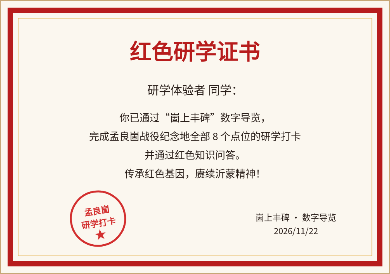 红色研学证书
研学体验者 同学：
你已通过“崮上丰碑”数字导览，
完成孟良崮战役纪念地全部 8 个点位的研学打卡
并通过红色知识问答。
传承红色基因，赓续沂蒙精神！
孟良崮
研学打卡
★
崮上丰碑 · 数字导览
2026/11/22